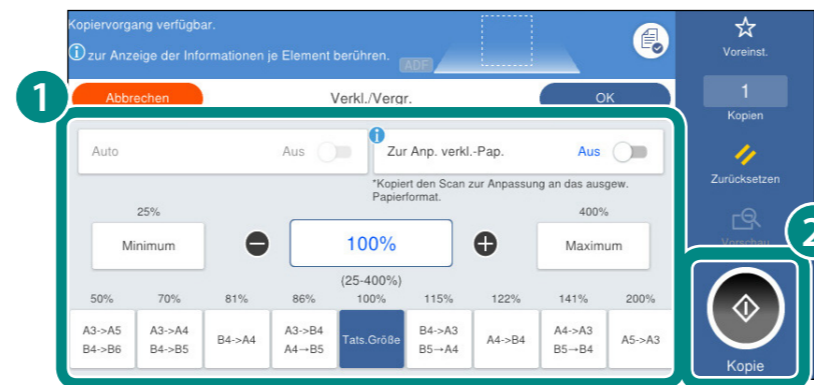 Kopiervorgang verfügbar.
zur Anzeige der Informationen je Element berühren.
ADF
Voreinst.
1
Abbrechen
Verkl./Vergr.
OK
1
Kopien
Auto
Aus
Zur Anp. verkl.-Pap.
Aus
*Kopiert den Scan zur Anpassung an das ausgew.
Papierformat.
Zurücksetzen
25%
400%
Minimum
100%
Maximum
Vorschau
2
(25-400%)
50% 70% 81% 86% 100% 115% 122% 141% 200%
A3->A5 A3->A4 B4->A4 A3->B4 Tats.Größe B4->A3 A4->B4 A4->A3 A5->A3
B4->B6 B4->B5 A4→B5 B5→A4 B5→B4
Kopie